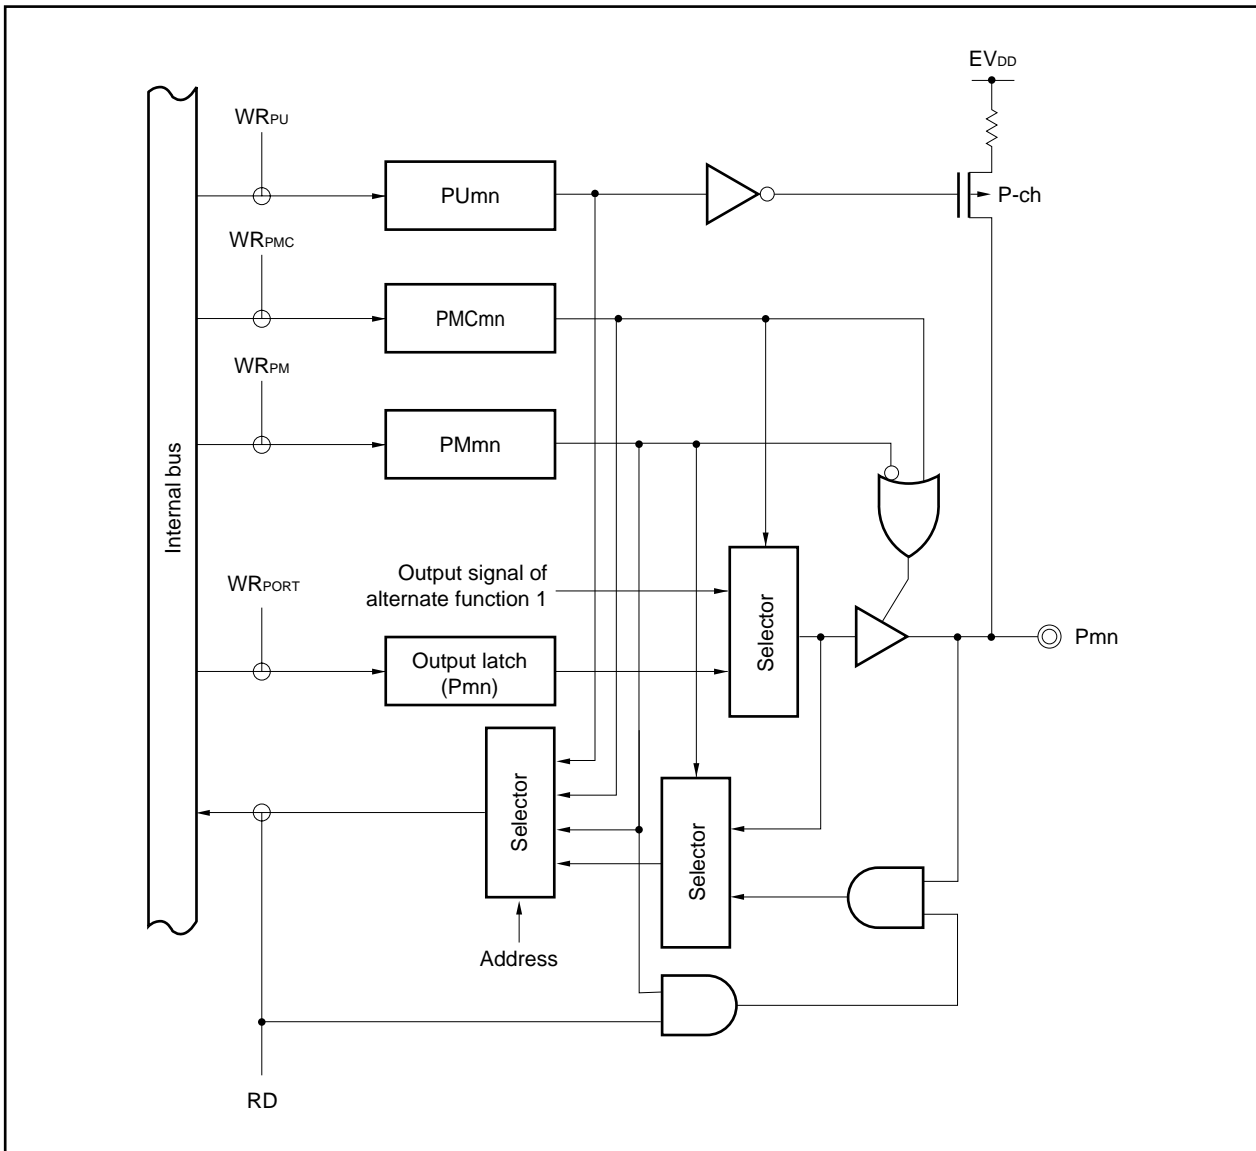 EVDD
WRPU
PUmn
P-ch
WRPMC
PMCmn
WRPM
PMmn
Internal bus
Output signal of
alternate function 1
WRPORT
Selector
Pmn
Output latch
(Pmn)
Selector
Selector
Address
RD